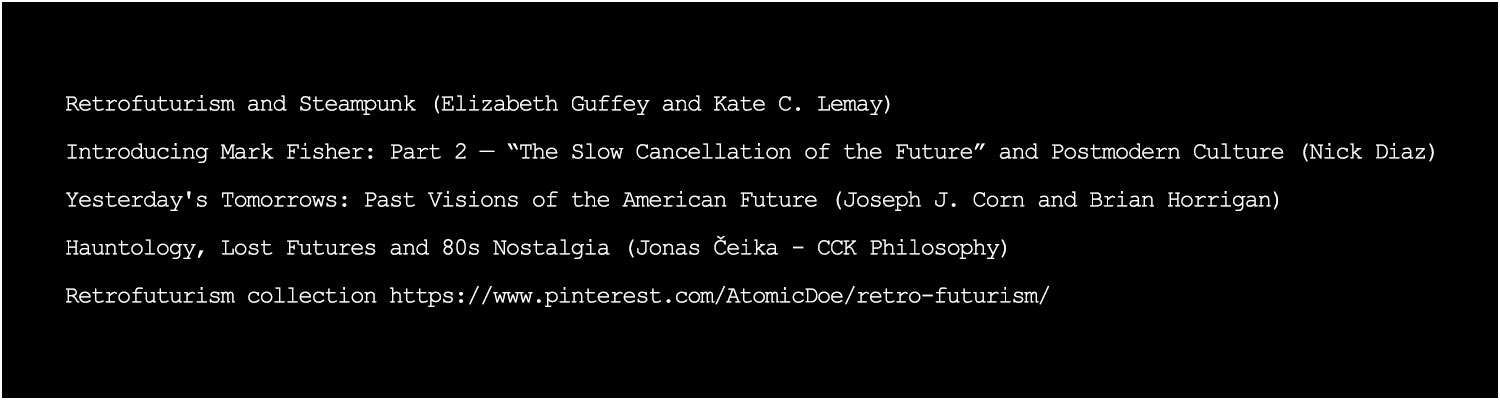 Retrofuturism and Steampunk (Elizabeth Guffey and Kate C. Lemay)
Introducing Mark Fisher: Part 2 — “The Slow Cancellation of the Future” and Postmodern Culture (Nick Diaz)
Yesterday's Tomorrows: Past Visions of the American Future (Joseph J. Corn and Brian Horrigan)
Hauntology, Lost Futures and 80s Nostalgia (Jonas Čeika - CCK Philosophy)
Retrofuturism collection https://www.pinterest.com/AtomicDoe/retro-futurism/